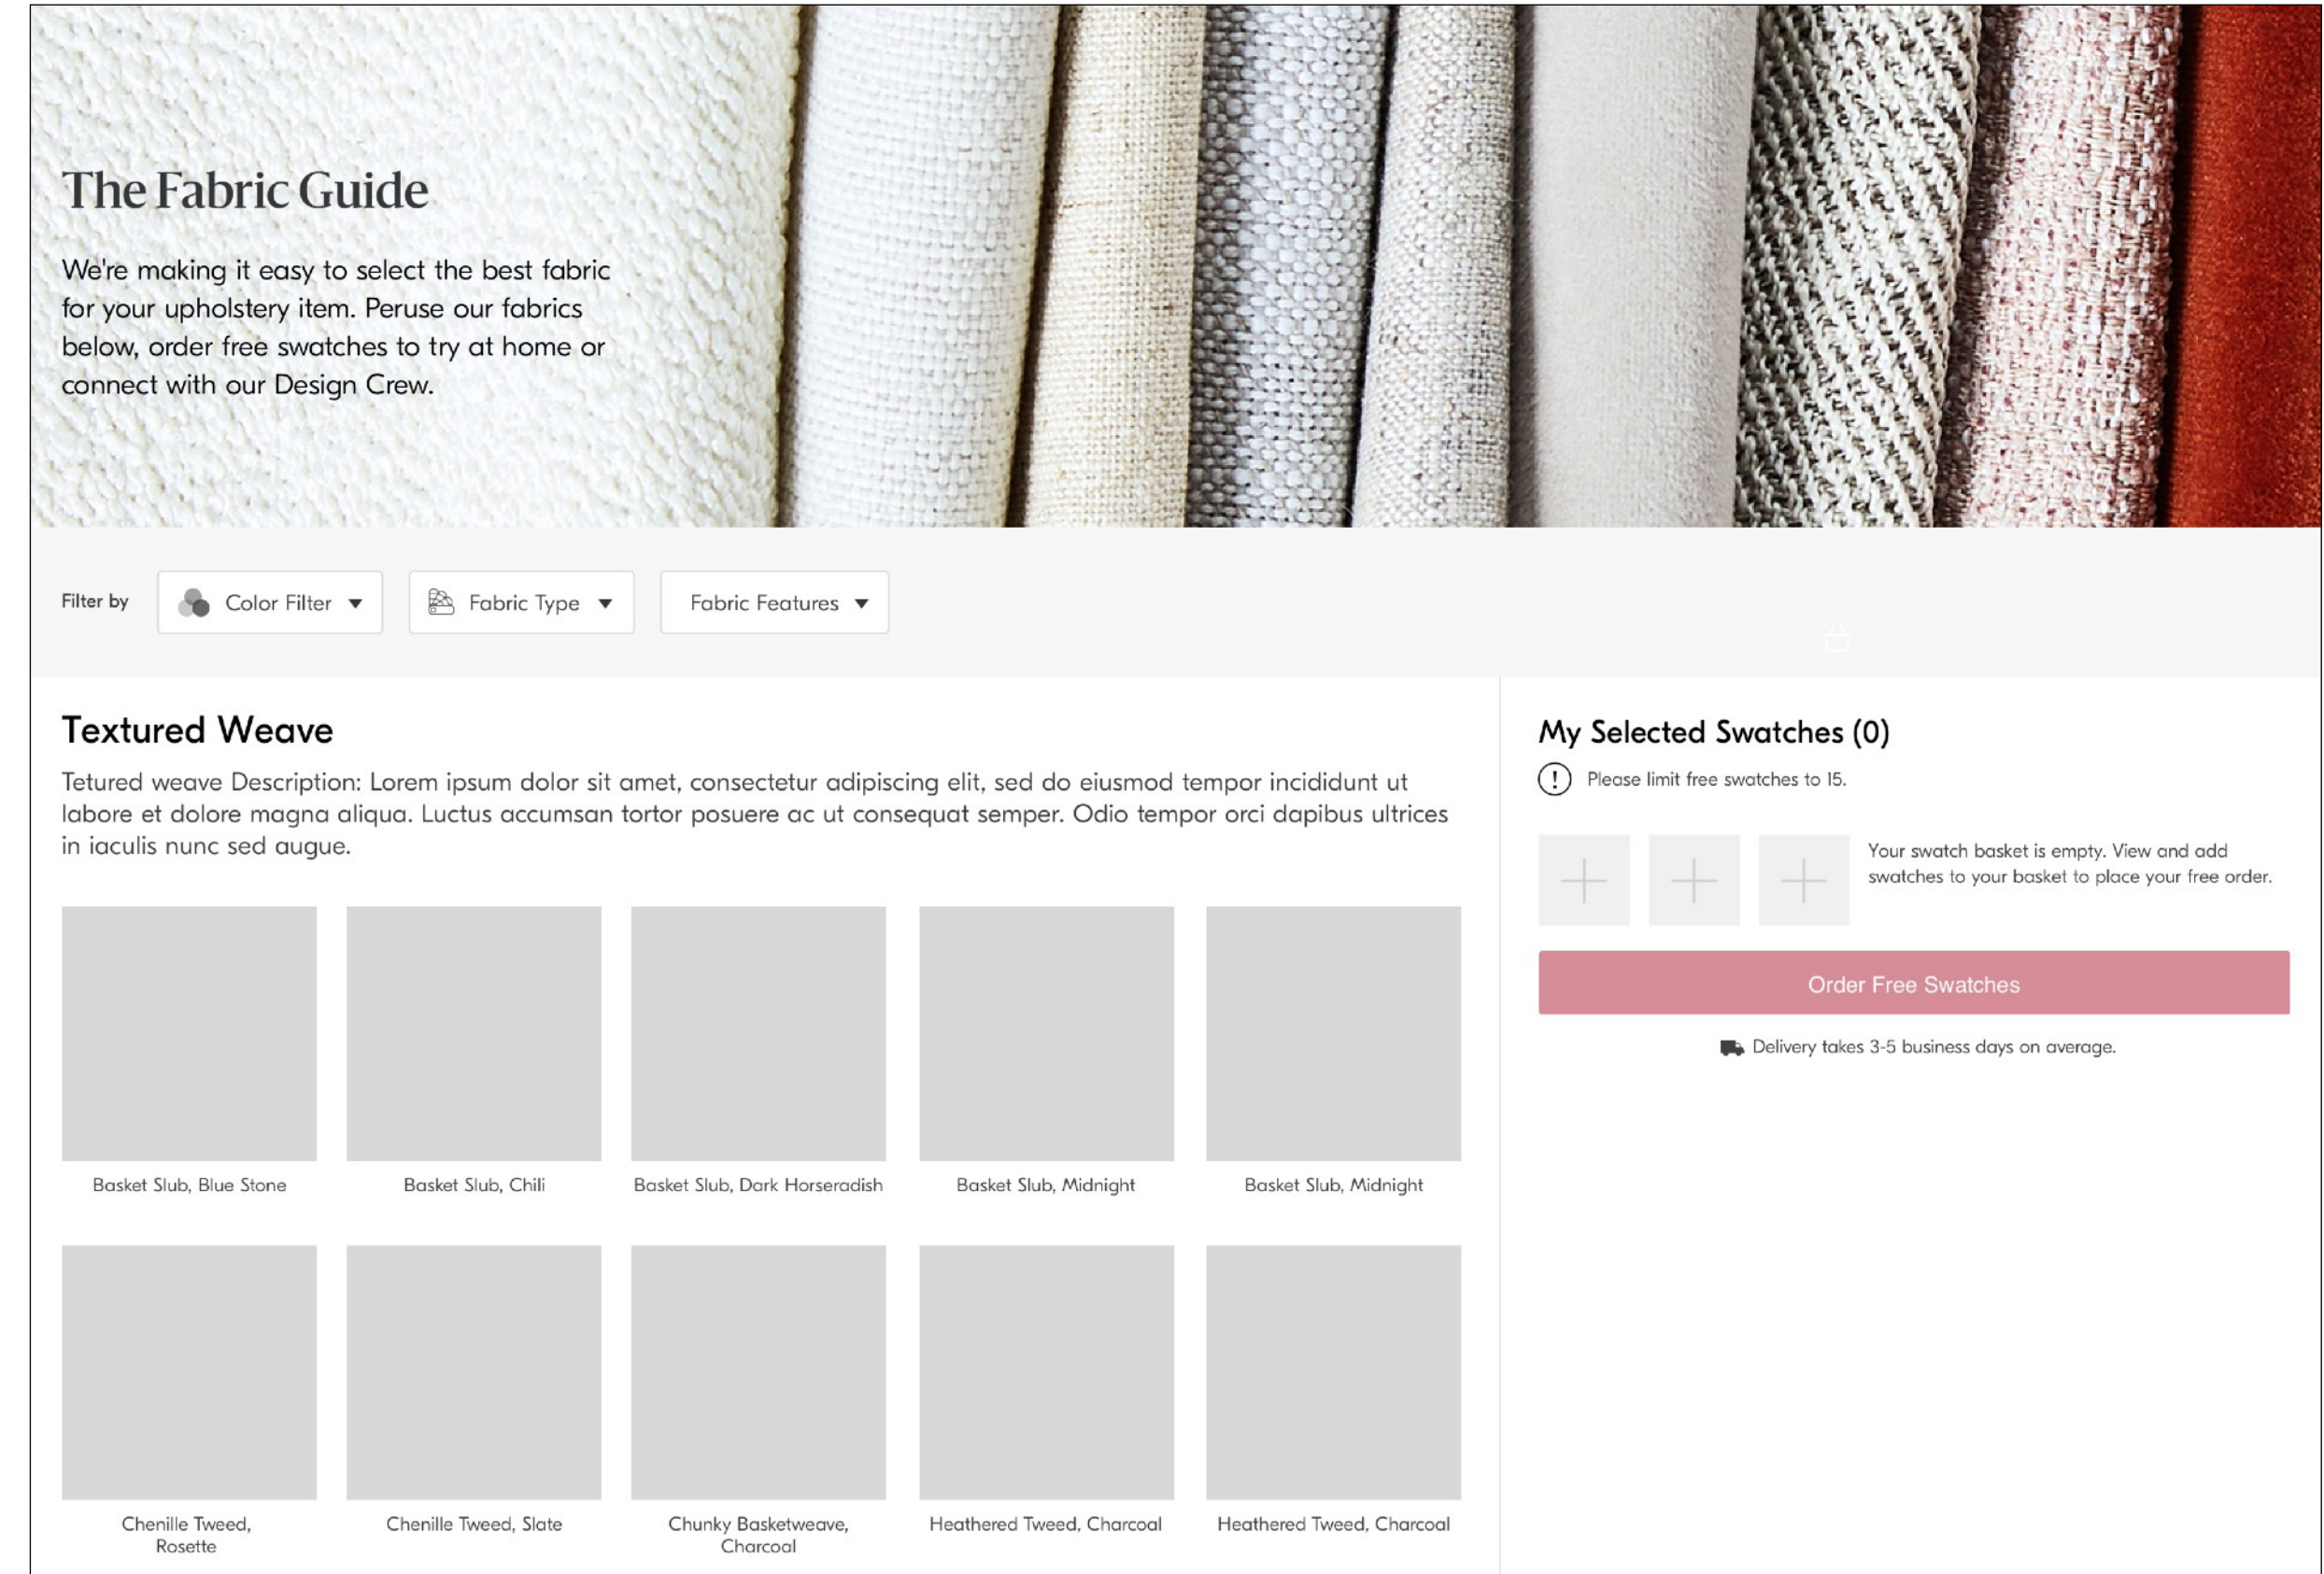 The Fabric Guide
We're making it easy to select the best fabric
for your upholstery item. Peruse our fabrics
below, order free swatches to try at home or
connect with our Design Crew.
Filter by
Color Filter
Fabric Type
Fabric Features
Textured Weave
Tetured weave Description: Lorem ipsum dolor sit amet, consectetur adipiscing elit, sed do eiusmod tempor incididunt ut
labore et dolore magna aliqua. Luctus accumsan tortor posuere ac ut consequat semper. Odio tempor orci dapibus ultrices
in iaculis nunc sed augue.
Basket Slub, Blue Stone
Basket Slub, Chili
Basket Slub, Dark Horseradish
Basket Slub, Midnight
Basket Slub, Midnight
Chenille Tweed,
Rosette
Chenille Tweed, Slate
Chunky Basketweave,
Charcoal
Heathered Tweed, Charcoal
Heathered Tweed, Charcoal
My Selected Swatches (0)
Please limit free swatches to 15.
Your swatch basket is empty. View and add
swatches to your basket to place your free order.
Order Free Swatches
Delivery takes 3-5 business days on average.